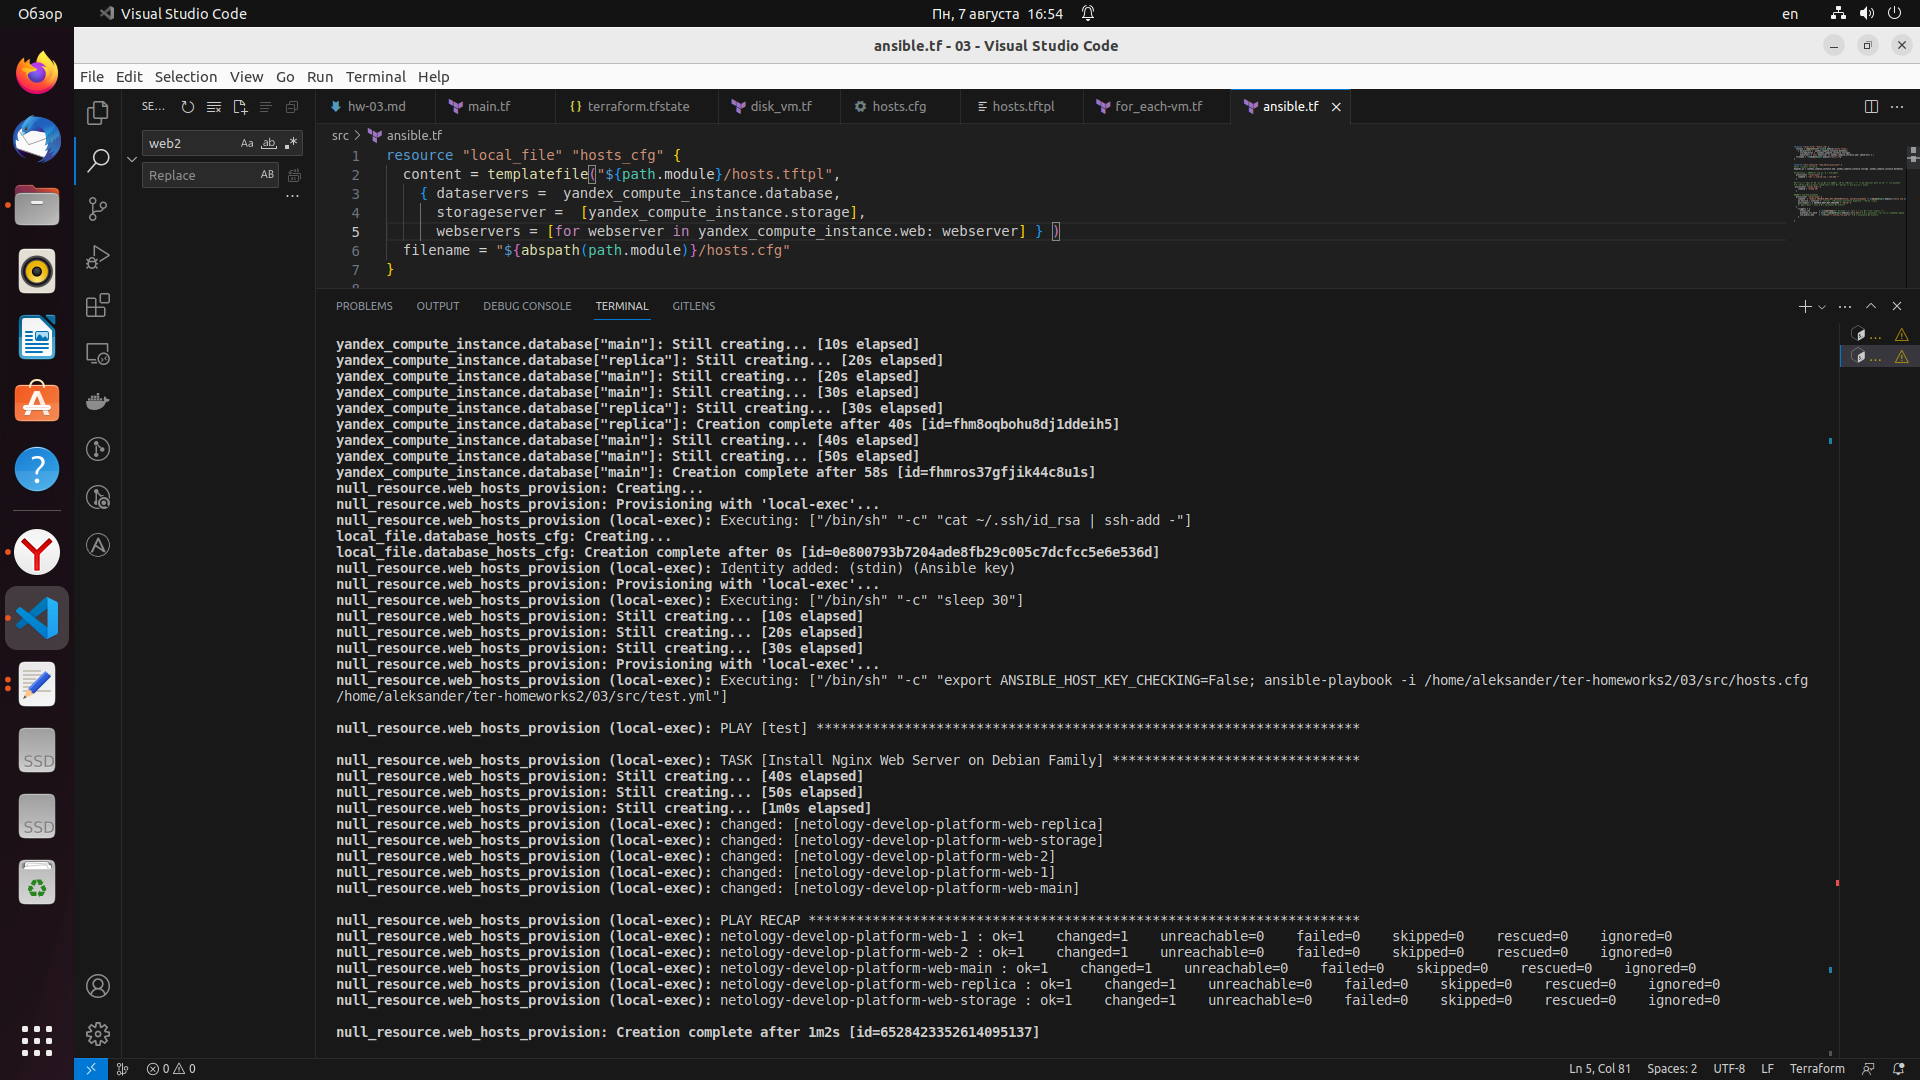 Обзор
Visual Studio Code
Пн, 7 августа 16:54
en
ansible.tf - 03 - Visual Studio Code
File Edit Selection View Go Run Terminal Help
SE...
hw-03.md
main.tf
terraform.tfstate
disk_vm.tf
hosts.cfg
hosts.tftpl
for_each-vm.tf
ansible.tf
web2
Replace
src > ansible.tf
1 resource "local_file" "hosts_cfg" {
2 content = templatefile("${path.module}/hosts.tftpl",
3 { dataservers = yandex_compute_instance.database,
4 storageserver = [yandex_compute_instance.storage],
5 webservers = [for webserver in yandex_compute_instance.web: webserver] } )
6 filename = "${abspath(path.module)}/hosts.cfg"
7 }
PROBLEMS OUTPUT DEBUG CONSOLE TERMINAL GITLENS
yandex_compute_instance.database["main"]: Still creating... [10s elapsed]
yandex_compute_instance.database["replica"]: Still creating... [20s elapsed]
yandex_compute_instance.database["main"]: Still creating... [20s elapsed]
yandex_compute_instance.database["main"]: Still creating... [30s elapsed]
yandex_compute_instance.database["replica"]: Still creating... [30s elapsed]
yandex_compute_instance.database["replica"]: Creation complete after 40s [id=fhm8oqbohu8dj1ddeih5]
yandex_compute_instance.database["main"]: Still creating... [40s elapsed]
yandex_compute_instance.database["main"]: Still creating... [50s elapsed]
yandex_compute_instance.database["main"]: Creation complete after 58s [id=fhmros37gfjik44c8u1s]
null_resource.web_hosts_provision: Creating...
null_resource.web_hosts_provision: Provisioning with 'local-exec'...
null_resource.web_hosts_provision (local-exec): Executing: ["/bin/sh" "-c" "cat ~/.ssh/id_rsa | ssh-add -"]
local_file.database_hosts_cfg: Creating...
local_file.database_hosts_cfg: Creation complete after 0s [id=0e800793b7204ade8fb29c005c7dcfcc5e6e536d]
null_resource.web_hosts_provision (local-exec): Identity added: (stdin) (Ansible key)
null_resource.web_hosts_provision: Provisioning with 'local-exec'...
null_resource.web_hosts_provision (local-exec): Executing: ["/bin/sh" "-c" "sleep 30"]
null_resource.web_hosts_provision: Still creating... [10s elapsed]
null_resource.web_hosts_provision: Still creating... [20s elapsed]
null_resource.web_hosts_provision: Still creating... [30s elapsed]
null_resource.web_hosts_provision: Provisioning with 'local-exec'...
null_resource.web_hosts_provision (local-exec): Executing: ["/bin/sh" "-c" "export ANSIBLE_HOST_KEY_CHECKING=False; ansible-playbook -i /home/aleksander/ter-homeworks2/03/src/hosts.cfg
/home/aleksander/ter-homeworks2/03/src/test.yml"]
null_resource.web_hosts_provision (local-exec): PLAY [test] ********************************************************************
null_resource.web_hosts_provision (local-exec): TASK [Install Nginx Web Server on Debian Family] *******************************
null_resource.web_hosts_provision: Still creating... [40s elapsed]
null_resource.web_hosts_provision: Still creating... [50s elapsed]
null_resource.web_hosts_provision: Still creating... [1m0s elapsed]
null_resource.web_hosts_provision (local-exec): changed: [netology-develop-platform-web-replica]
null_resource.web_hosts_provision (local-exec): changed: [netology-develop-platform-web-storage]
null_resource.web_hosts_provision (local-exec): changed: [netology-develop-platform-web-2]
null_resource.web_hosts_provision (local-exec): changed: [netology-develop-platform-web-1]
null_resource.web_hosts_provision (local-exec): changed: [netology-develop-platform-web-main]
null_resource.web_hosts_provision (local-exec): PLAY RECAP *********************************************************************
null_resource.web_hosts_provision (local-exec): netology-develop-platform-web-1 : ok=1 changed=1 unreachable=0 failed=0 skipped=0 rescued=0 ignored=0
null_resource.web_hosts_provision (local-exec): netology-develop-platform-web-2 : ok=1 changed=1 unreachable=0 failed=0 skipped=0 rescued=0 ignored=0
null_resource.web_hosts_provision (local-exec): netology-develop-platform-web-main : ok=1 changed=1 unreachable=0 failed=0 skipped=0 rescued=0 ignored=0
null_resource.web_hosts_provision (local-exec): netology-develop-platform-web-replica : ok=1 changed=1 unreachable=0 failed=0 skipped=0 rescued=0 ignored=0
null_resource.web_hosts_provision (local-exec): netology-develop-platform-web-storage : ok=1 changed=1 unreachable=0 failed=0 skipped=0 rescued=0 ignored=0
null_resource.web_hosts_provision: Creation complete after 1m2s [id=6528423352614095137]
SSD
SSD
0 0
Ln 5, Col 81 Spaces: 2 UTF-8 LF Terraform